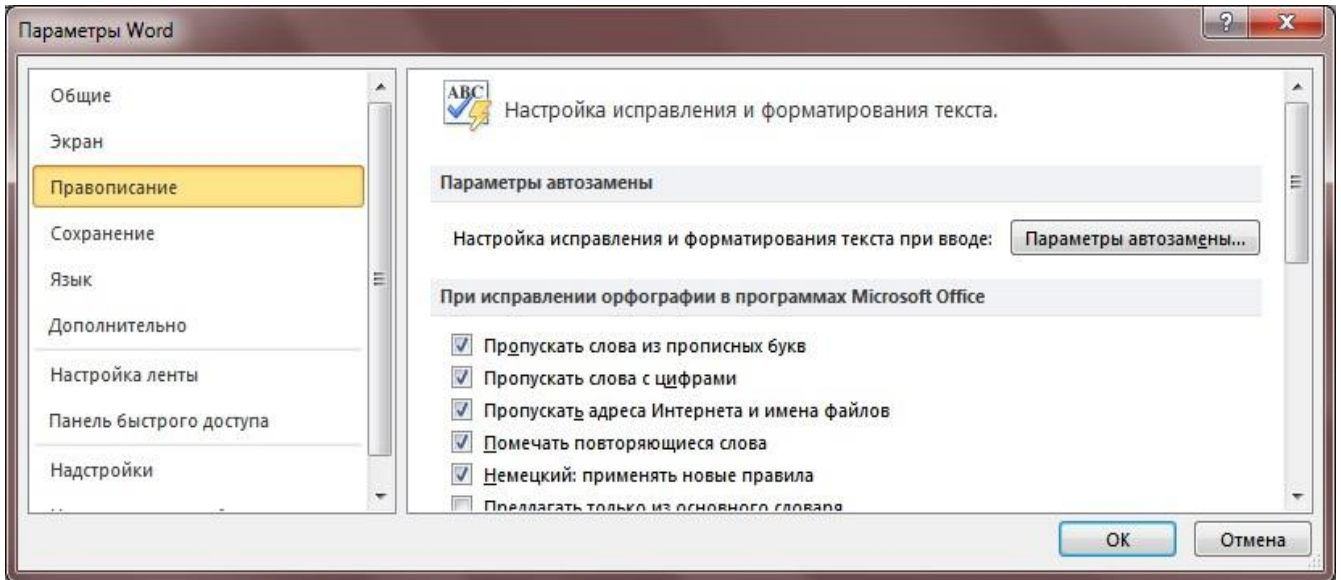 Параметры Word
Общие
Экран
Правописание
Сохранение
Язык
Дополнительно
Настройка ленты
Панель быстрого доступа
Надстройки
ABC
Настройка исправления и форматирования текста.
Параметры автозамены
Настройка исправления и форматирования текста при вводе: Параметры автозамены...
При исправлении орфографии в программах Microsoft Office
Пропускать слова из прописных букв
Пропускать слова с цифрами
Пропускать адреса Интернета и имена файлов
Помечать повторяющиеся слова
Немецкий: применять новые правила
Предлагать только из основного словаря
ОК Отмена